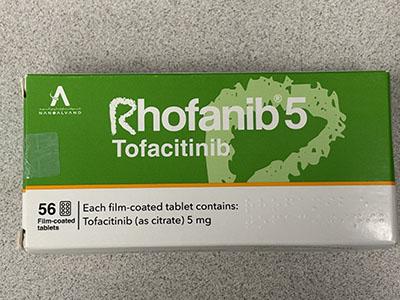 NANOALVAND
Rhofanib® 5
Tofacitinib
56
Film-coated
tablets
Each film-coated tablet contains:
Tofacitinib (as citrate) 5 mg